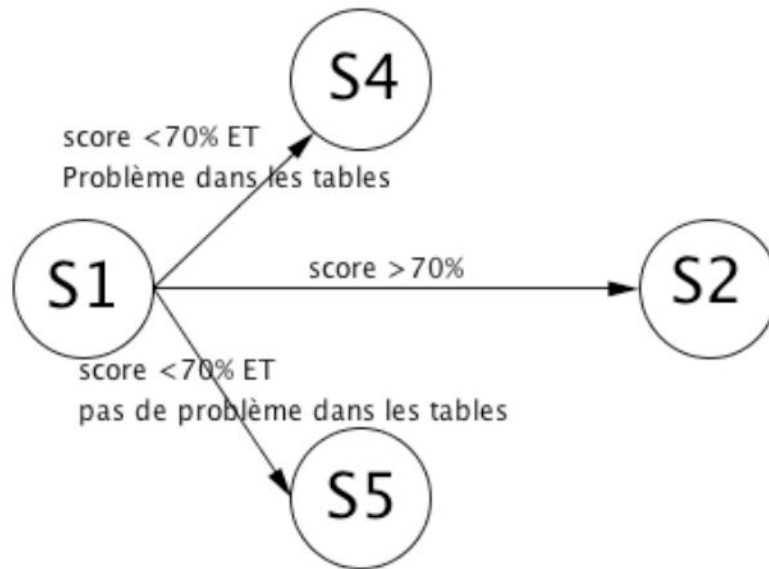 S4
score <70% ET
Problème dans les tables
S1
score >70%
S2
score <70% ET
pas de problème dans les tables
S5